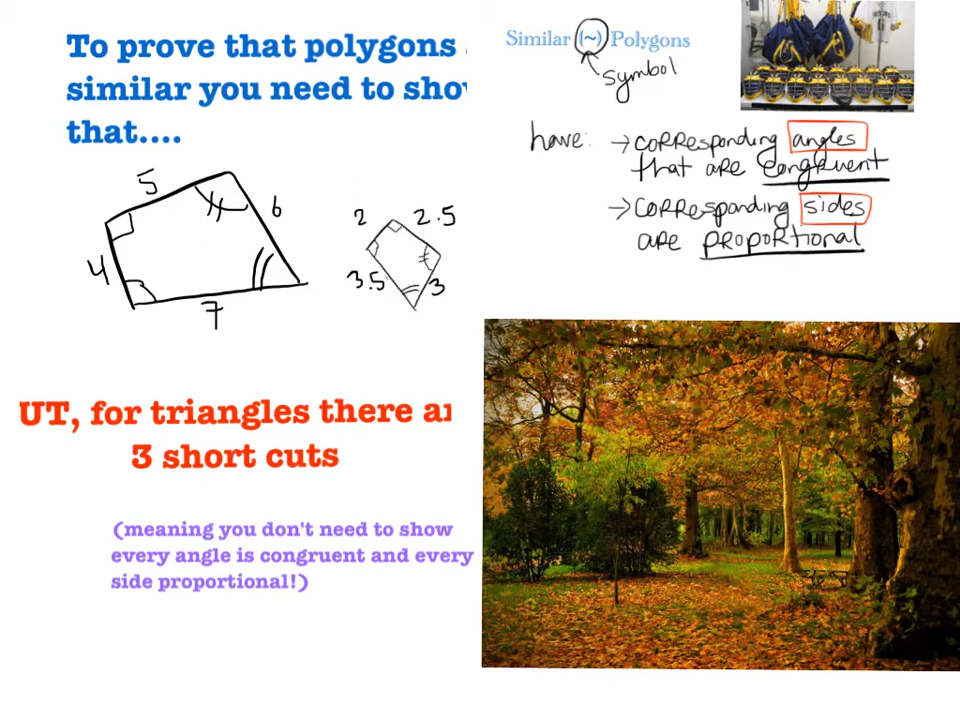 To prove that polygons
similar you need to show
that....
5
6
4
7
2
2.5
3.5
3
UT, for triangles there ar
3 short cuts
(meaning you don't need to show
every angle is congruent and every
side proportional!)
Similar (~) Polygons
symbol
have: → corresponding angles
that are congruent
→ corresponding sides
are proportional